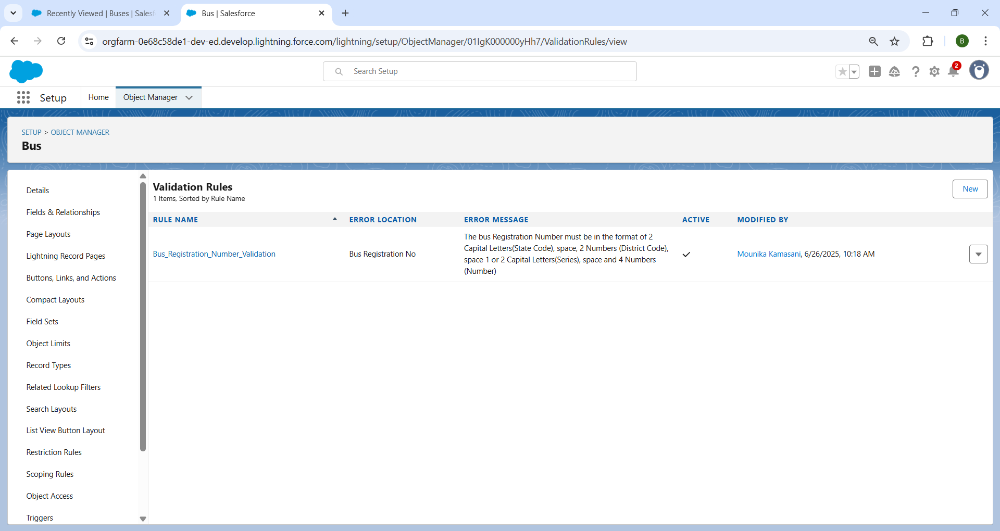 Recently Viewed | Buses | Salesf
Bus | Salesforce
orgfarm-0e68c58de1-dev-ed.develop.lightning.force.com/lightning/setup/ObjectManager/01IgK000000yHh7/ValidationRules/view
B
Search Setup
2
Setup
Home
Object Manager
SETUP > OBJECT MANAGER
Bus
Details
Fields & Relationships
Page Layouts
Lightning Record Pages
Buttons, Links, and Actions
Compact Layouts
Field Sets
Object Limits
Record Types
Related Lookup Filters
Search Layouts
List View Button Layout
Restriction Rules
Scoping Rules
Object Access
Triggers
Validation Rules
1 Items, Sorted by Rule Name
New
RULE NAME ERROR LOCATION ERROR MESSAGE ACTIVE MODIFIED BY
Bus_Registration_Number_Validation
Bus Registration No
The bus Registration Number must be in the format of 2
Capital Letters(State Code), space, 2 Numbers (District Code),
space 1 or 2 Capital Letters(Series), space and 4 Numbers
(Number)
Mounika Kamasani, 6/26/2025, 10:18 AM